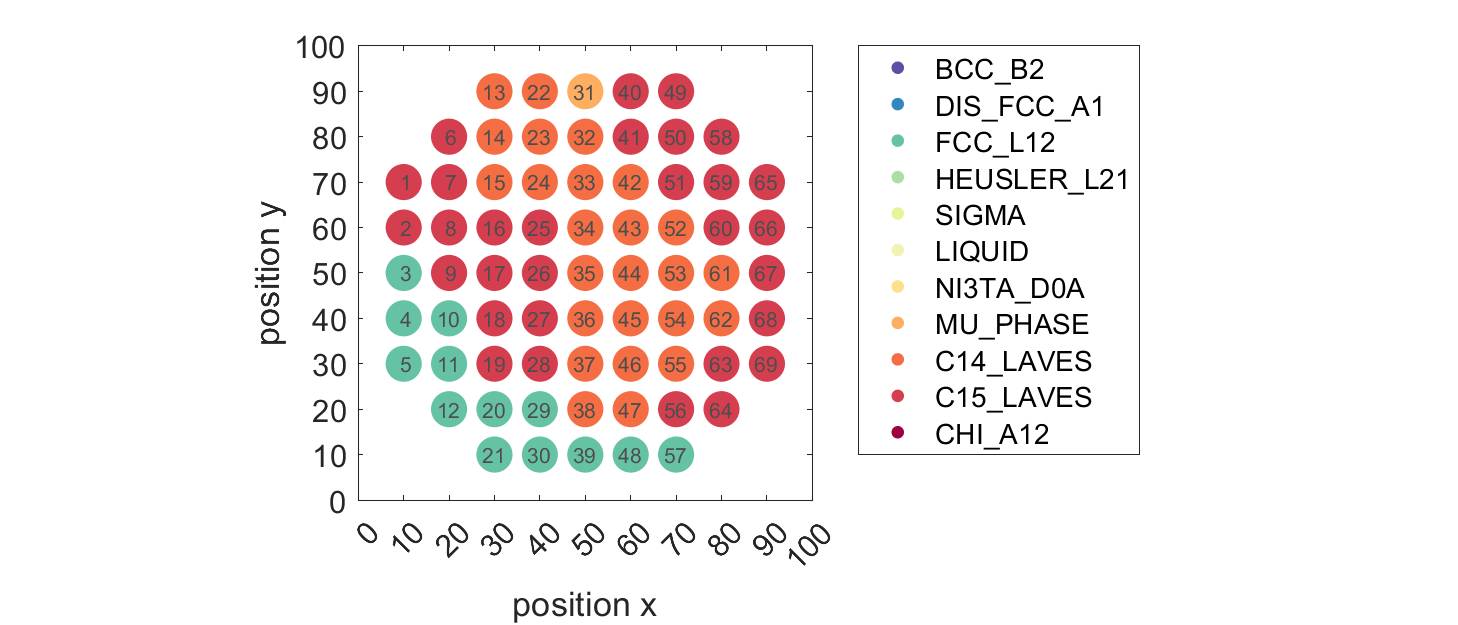 100
90
80
70
60
50
40
30
20
10
0
position y
13 22 31 40 49
6 14 23 32 41 50 58
1 7 15 24 33 42 51 59 65
2 8 16 25 34 43 52 60 66
3 9 17 26 35 44 53 61 67
4 10 18 27 36 45 54 62 68
5 11 19 28 37 46 55 63 69
12 20 29 38 47 56 64
21 30 39 48 57
0 10 20 30 40 50 60 70 80 90 100
position x
BCC_B2
DIS_FCC_A1
FCC_L12
HEUSLER_L21
SIGMA
LIQUID
NI3TA_D0A
MU_PHASE
C14_LAVES
C15_LAVES
CHI_A12